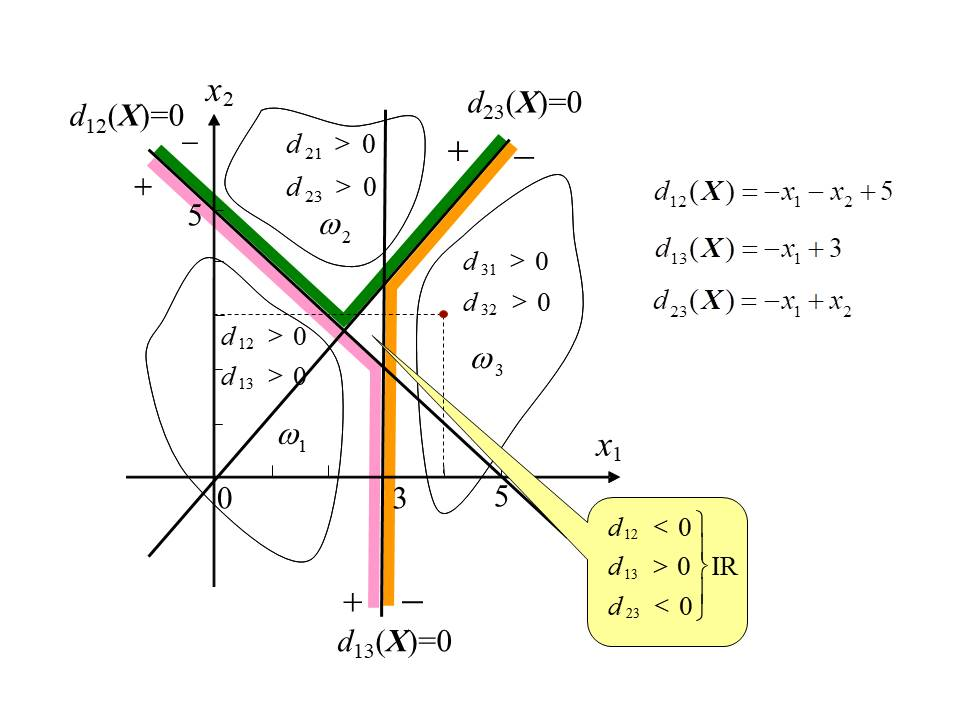 x₂
d₁₂(X)=0
d₂₃(X)=0
−
+
+
−
d₂₁ > 0
d₂₃ > 0
ω₂
5
d₃₁ > 0
d₃₂ > 0
ω₃
d₁₂ > 0
d₁₃ > 0
ω₁
x₁
0
3
5
+
−
d₁₃(X)=0
d₁₂(X) = −x₁ − x₂ + 5
d₁₃(X) = −x₁ + 3
d₂₃(X) = −x₁ + x₂
d₁₂ < 0
d₁₃ > 0 } IR
d₂₃ < 0